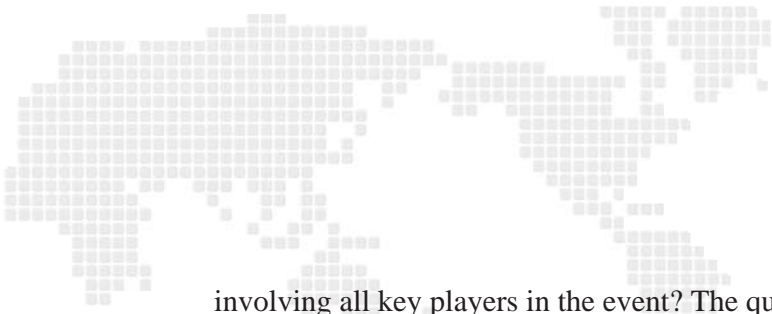 involving all key players in the event? The qu